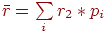 r̄ = ∑ᵢ r₂ * pᵢ